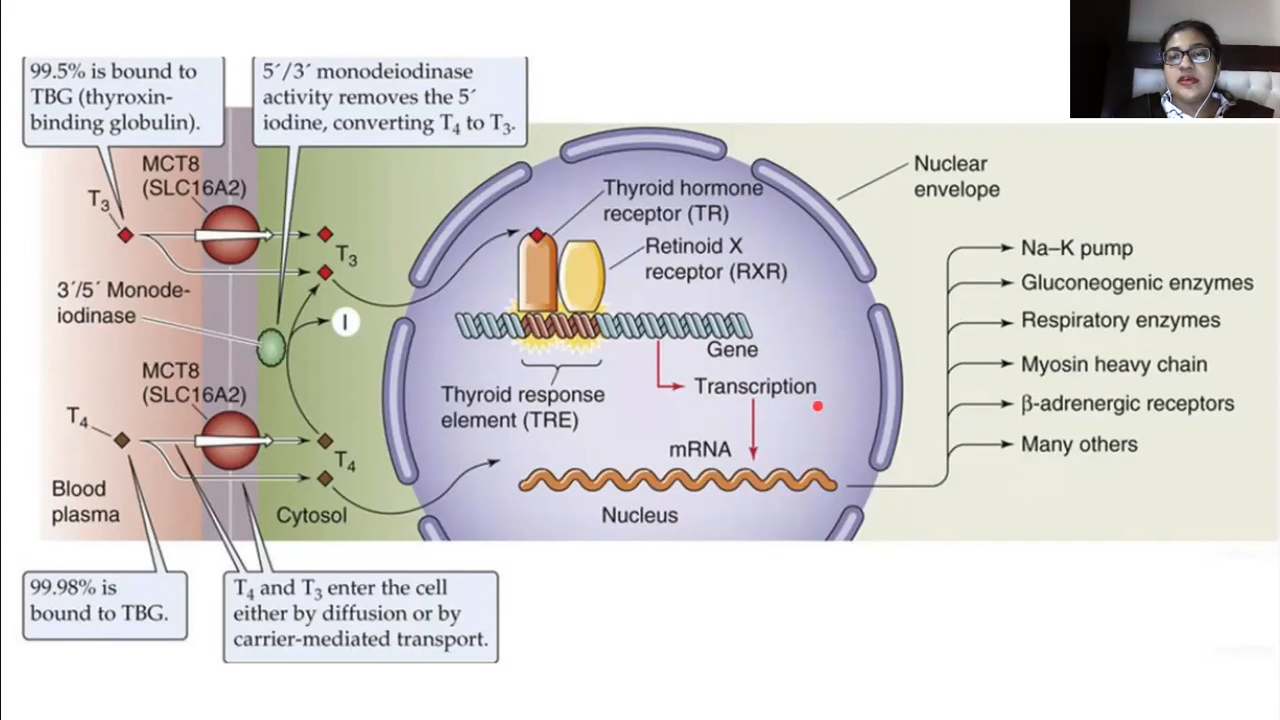 99.5% is bound to
TBG (thyroxin-
binding globulin).
5´/3´ monodeiodinase
activity removes the 5´
iodine, converting T₄ to T₃.
MCT8
(SLC16A2)
T₃
T₃
3´/5´ Monode-
iodinase
I
MCT8
(SLC16A2)
T₄
T₄
Blood
plasma
Cytosol
Thyroid hormone
receptor (TR)
Retinoid X
receptor (RXR)
Gene
Thyroid response
element (TRE)
Transcription
mRNA
Nucleus
Nuclear
envelope
Na–K pump
Gluconeogenic enzymes
Respiratory enzymes
Myosin heavy chain
β-adrenergic receptors
Many others
99.98% is
bound to TBG.
T₄ and T₃ enter the cell
either by diffusion or by
carrier-mediated transport.